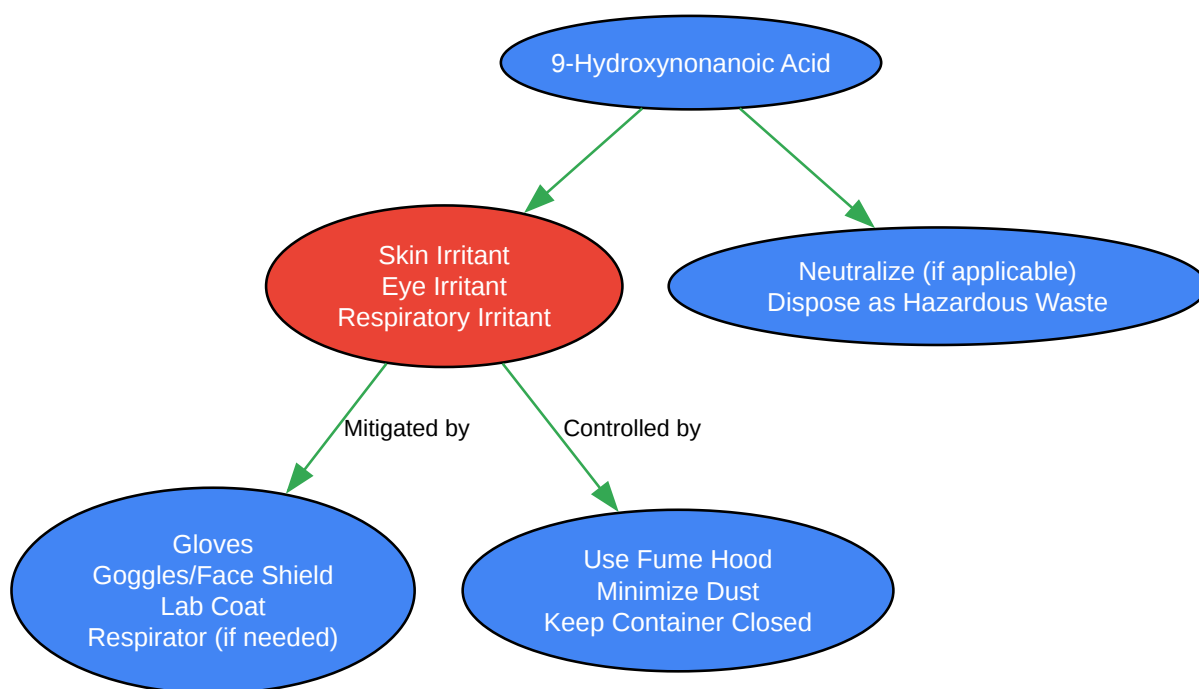 9-Hydroxynonanoic Acid
Skin Irritant
Eye Irritant
Respiratory Irritant
Neutralize (if applicable)
Dispose as Hazardous Waste
Mitigated by
Controlled by
Gloves
Goggles/Face Shield
Lab Coat
Respirator (if needed)
Use Fume Hood
Minimize Dust
Keep Container Closed